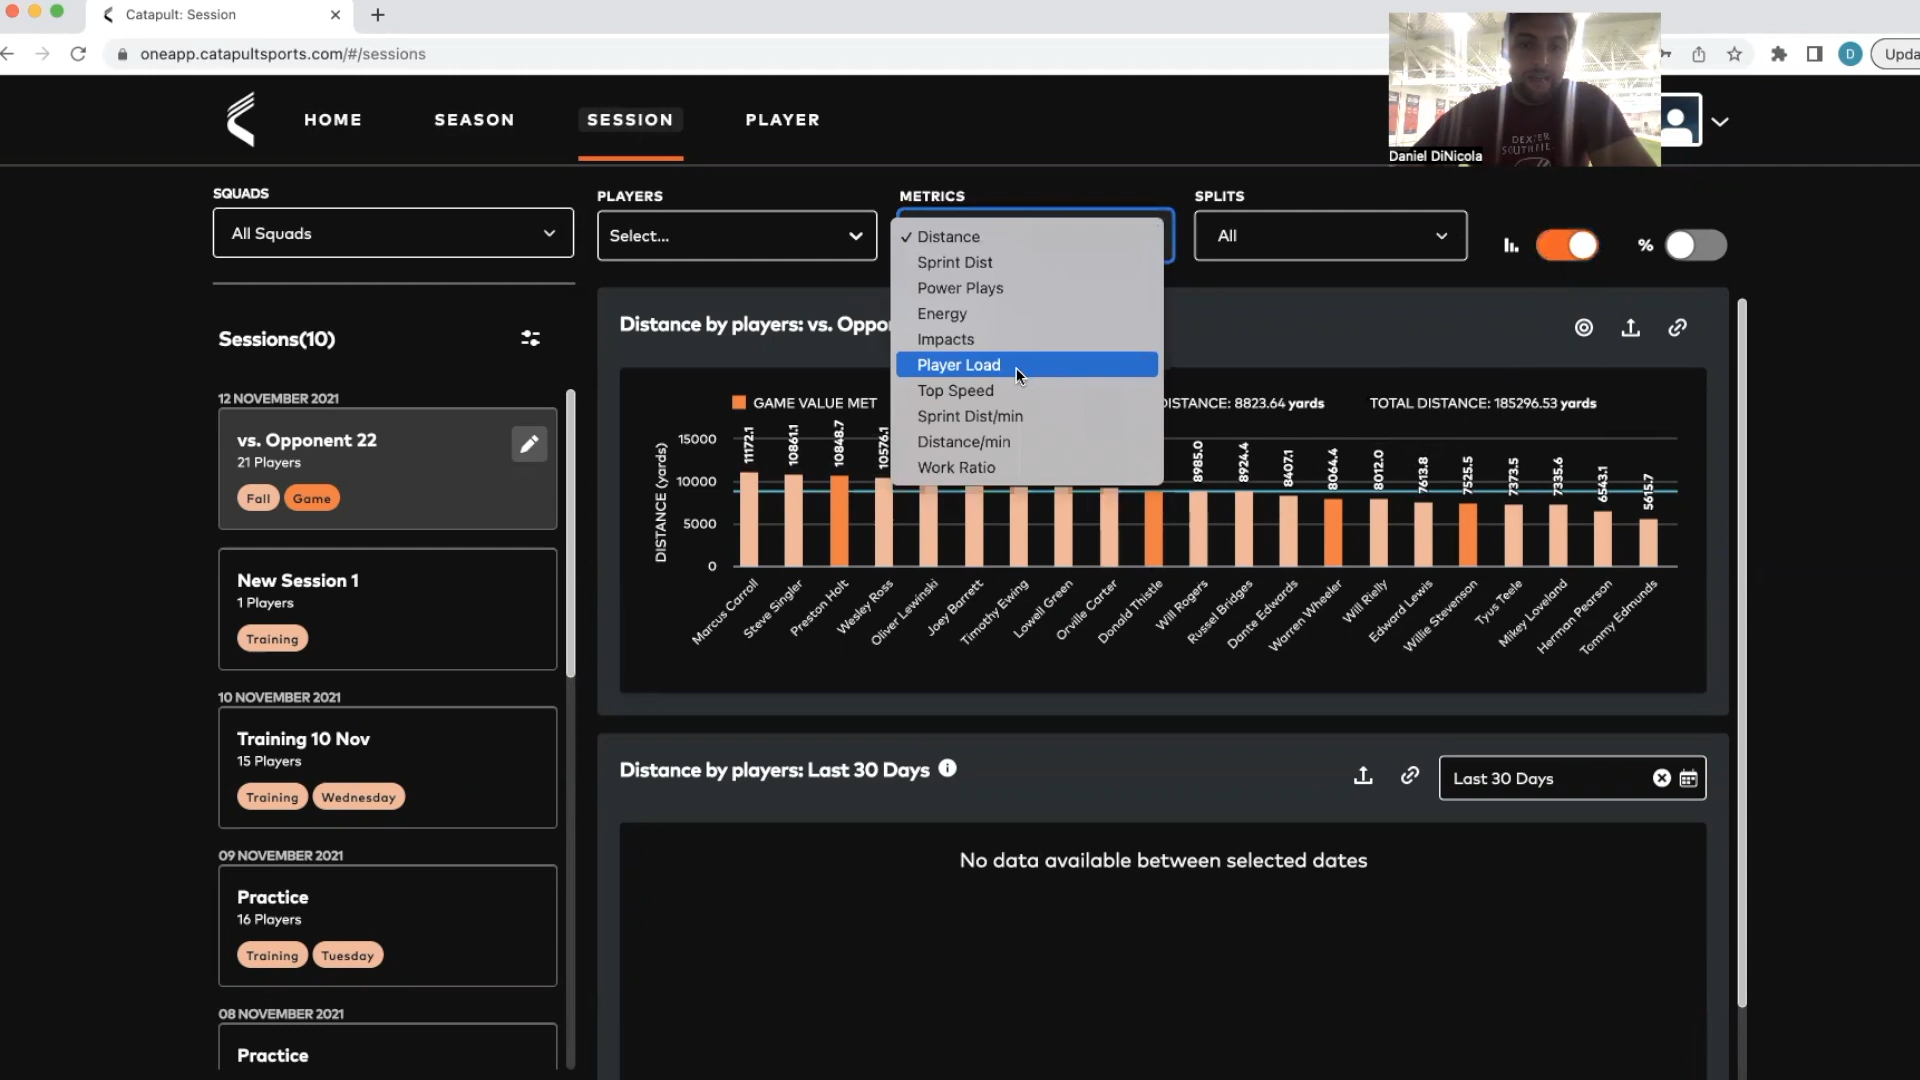 Catapult: Session
oneapp.catapultsports.com/#/sessions
D
Upda
HOME
SEASON
SESSION
PLAYER
DEXTER
Daniel DiNicola
SQUADS
All Squads
PLAYERS
Select...
METRICS
✓ Distance
Sprint Dist
Power Plays
Energy
Impacts
Player Load
Top Speed
Sprint Dist/min
Distance/min
Work Ratio
SPLITS
All
%
Sessions(10)
12 NOVEMBER 2021
vs. Opponent 22
21 Players
Fall
Game
New Session 1
1 Players
Training
10 NOVEMBER 2021
Training 10 Nov
15 Players
Training
Wednesday
09 NOVEMBER 2021
Practice
16 Players
Training
Tuesday
08 NOVEMBER 2021
Practice
Distance by players: vs. Oppo
GAME VALUE MET
DISTANCE: 8823.64 yards
TOTAL DISTANCE: 185296.53 yards
DISTANCE (yards)
15000
10000
5000
0
11172.1
10861.1
10848.7
10576.1
8985.0
8924.4
8407.1
8064.4
8012.0
7613.8
7525.5
7373.5
7335.6
6543.1
5615.7
Marcus Carroll
Steve Singler
Preston Holt
Wesley Ross
Oliver Lewinski
Joey Barrett
Timothy Ewing
Lowell Green
Orville Carter
Donald Thistle
Will Rogers
Russel Bridges
Dante Edwards
Warren Wheeler
Will Rielly
Edward Lewis
Willie Stevenson
Tyus Teele
Mikey Loveland
Herman Pearson
Tommy Edmunds
Distance by players: Last 30 Days
Last 30 Days
No data available between selected dates